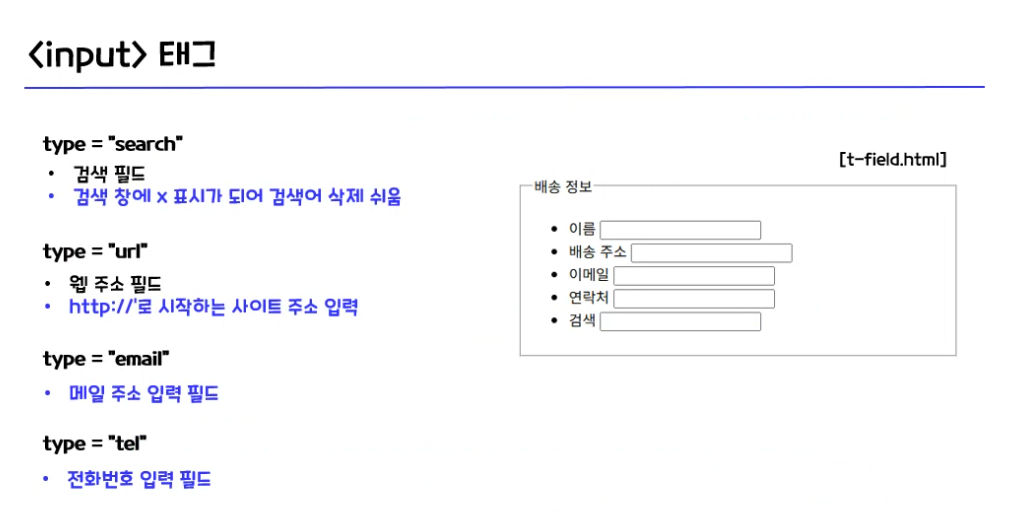 <input> 태그
type = "search"
• 검색 필드
• 검색 창에 x 표시가 되어 검색어 삭제 쉬움
type = "url"
• 웹 주소 필드
• http://'로 시작하는 사이트 주소 입력
type = "email"
• 메일 주소 입력 필드
type = "tel"
• 전화번호 입력 필드
[t-field.html]
배송 정보
• 이름
• 배송 주소
• 이메일
• 연락처
• 검색